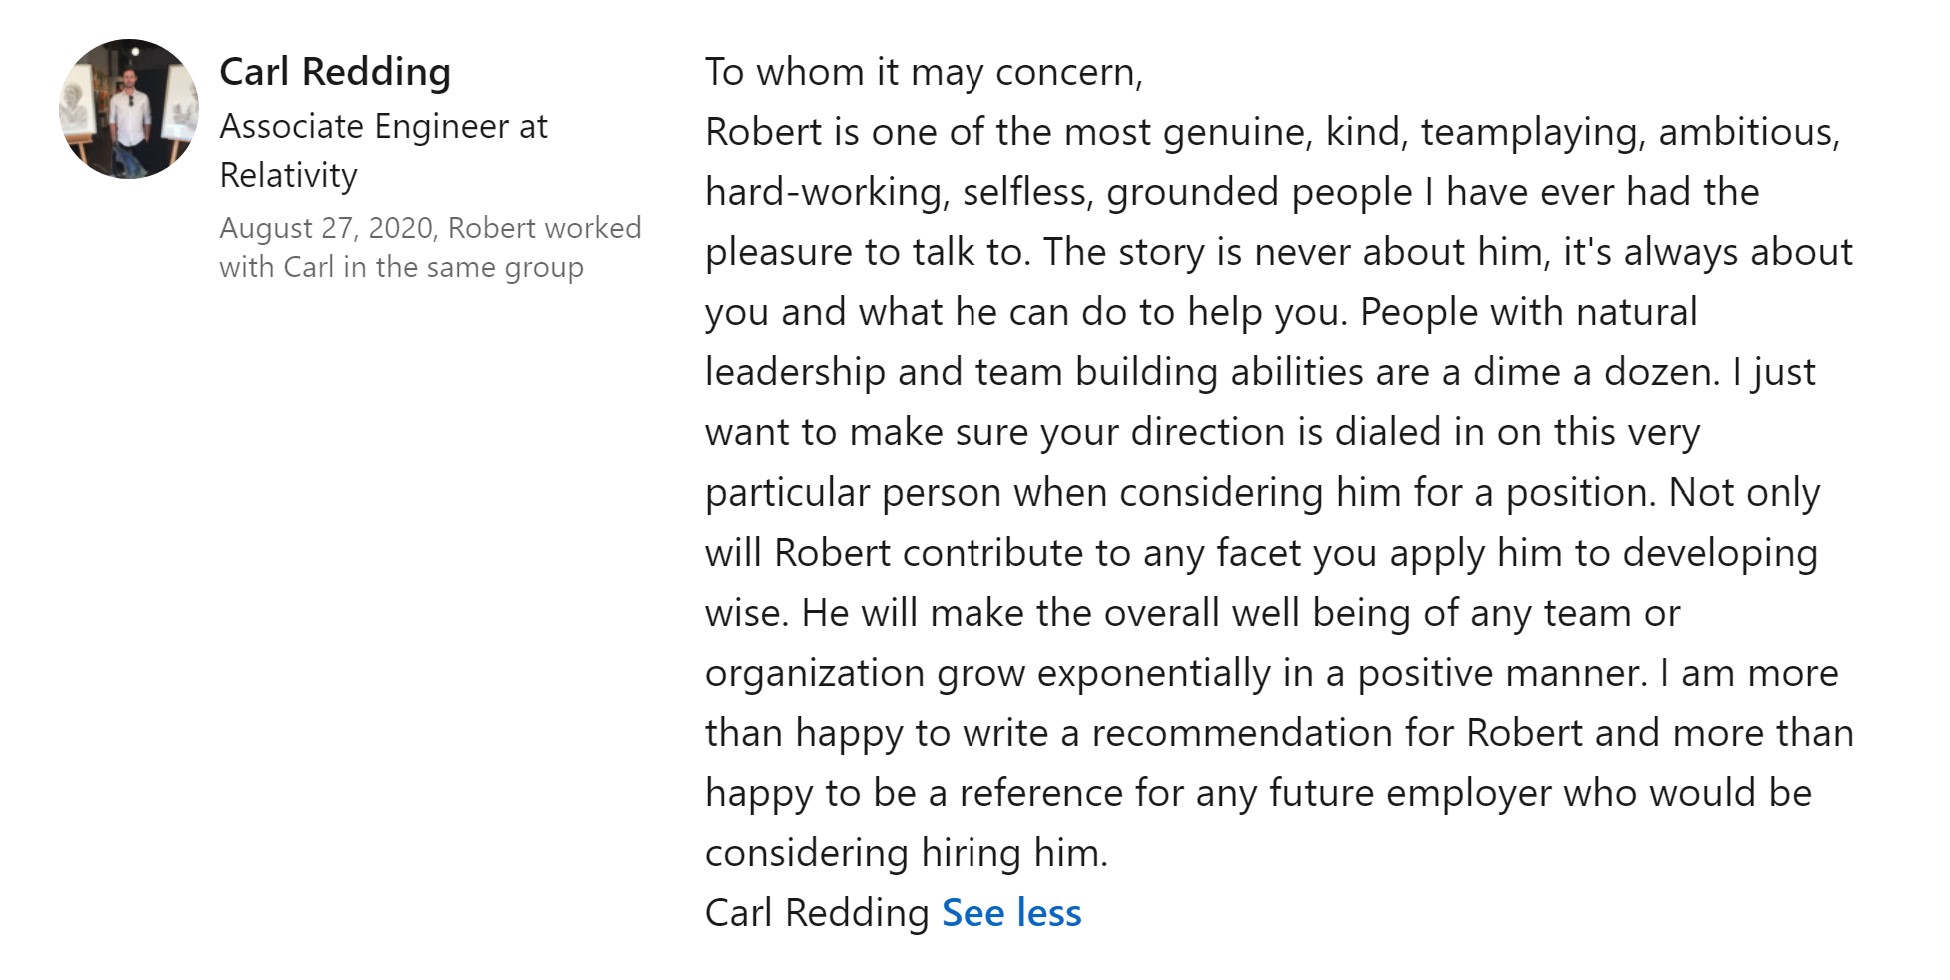 Carl Redding
Associate Engineer at
Relativity
August 27, 2020, Robert worked
with Carl in the same group
To whom it may concern,
Robert is one of the most genuine, kind, teamplaying, ambitious,
hard-working, selfless, grounded people I have ever had the
pleasure to talk to. The story is never about him, it's always about
you and what he can do to help you. People with natural
leadership and team building abilities are a dime a dozen. I just
want to make sure your direction is dialed in on this very
particular person when considering him for a position. Not only
will Robert contribute to any facet you apply him to developing
wise. He will make the overall well being of any team or
organization grow exponentially in a positive manner. I am more
than happy to write a recommendation for Robert and more than
happy to be a reference for any future employer who would be
considering hiring him.
Carl Redding See less